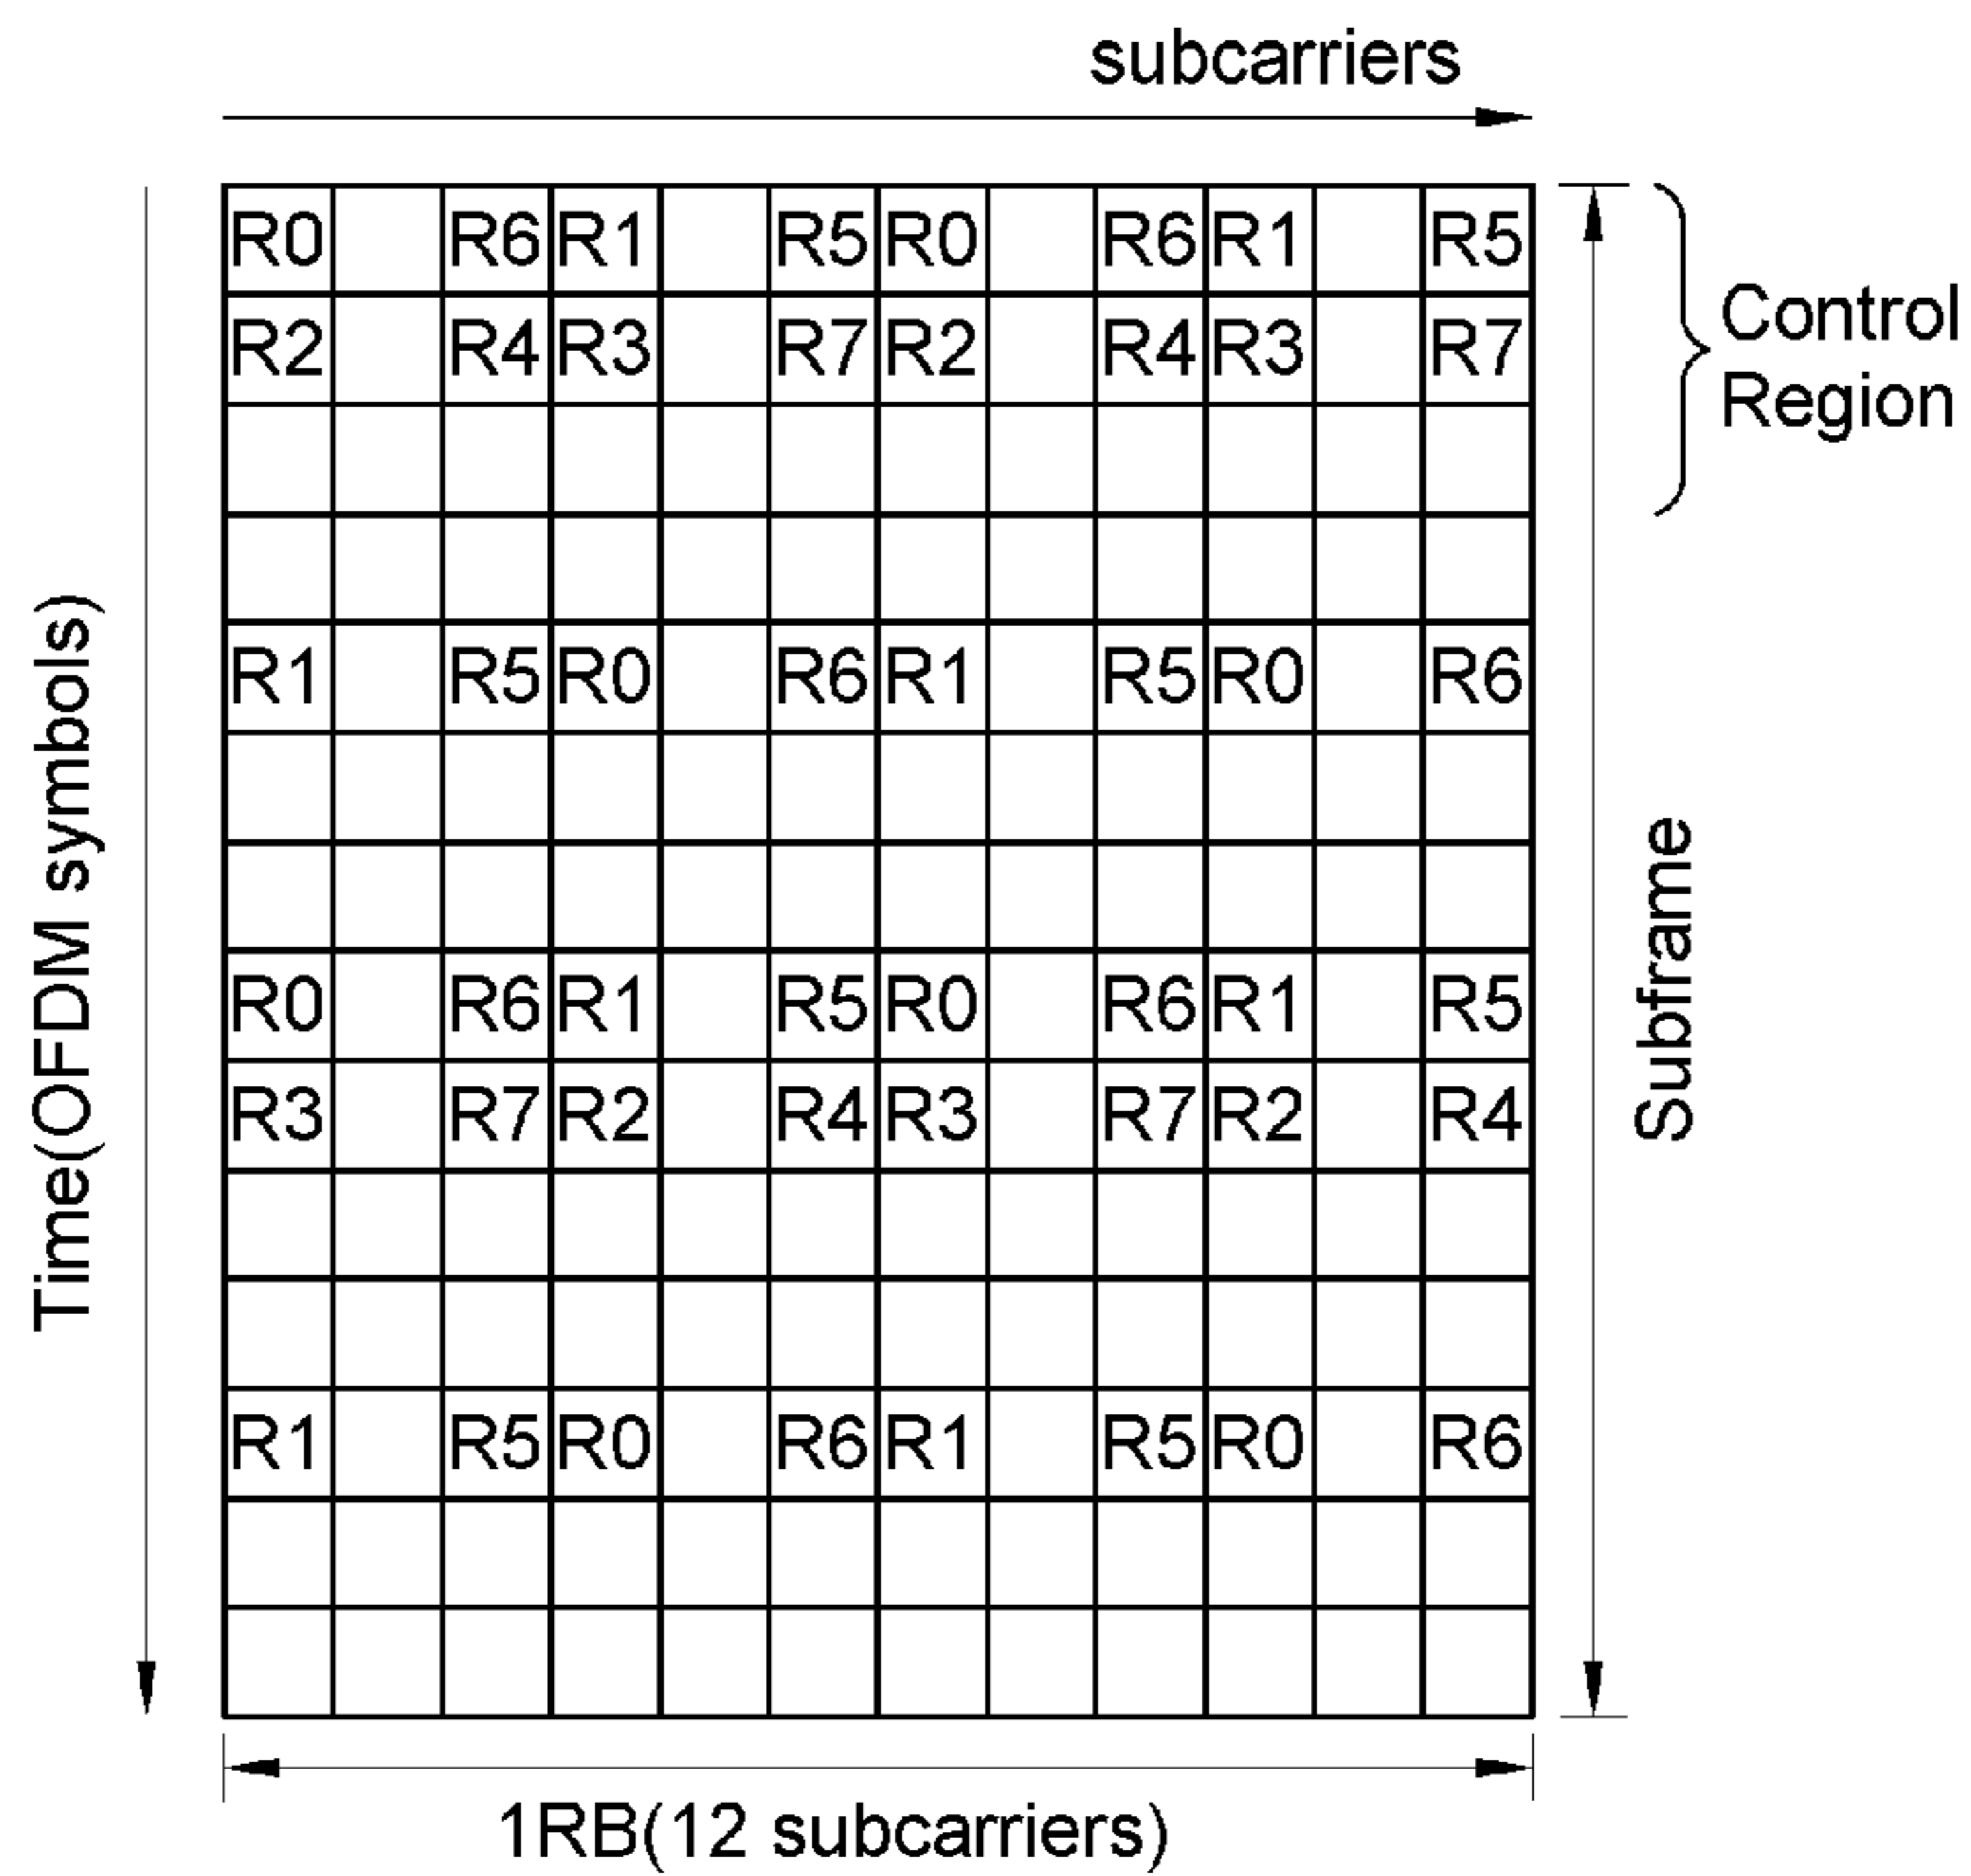 subcarriers
R0 R6 R1 R5 R0 R6 R1 R5
R2 R4 R3 R7 R2 R4 R3 R7
Control
Region
R1 R5 R0 R6 R1 R5 R0 R6
Time(OFDM symbols)
Subframe
R0 R6 R1 R5 R0 R6 R1 R5
R3 R7 R2 R4 R3 R7 R2 R4
R1 R5 R0 R6 R1 R5 R0 R6
1RB(12 subcarriers)